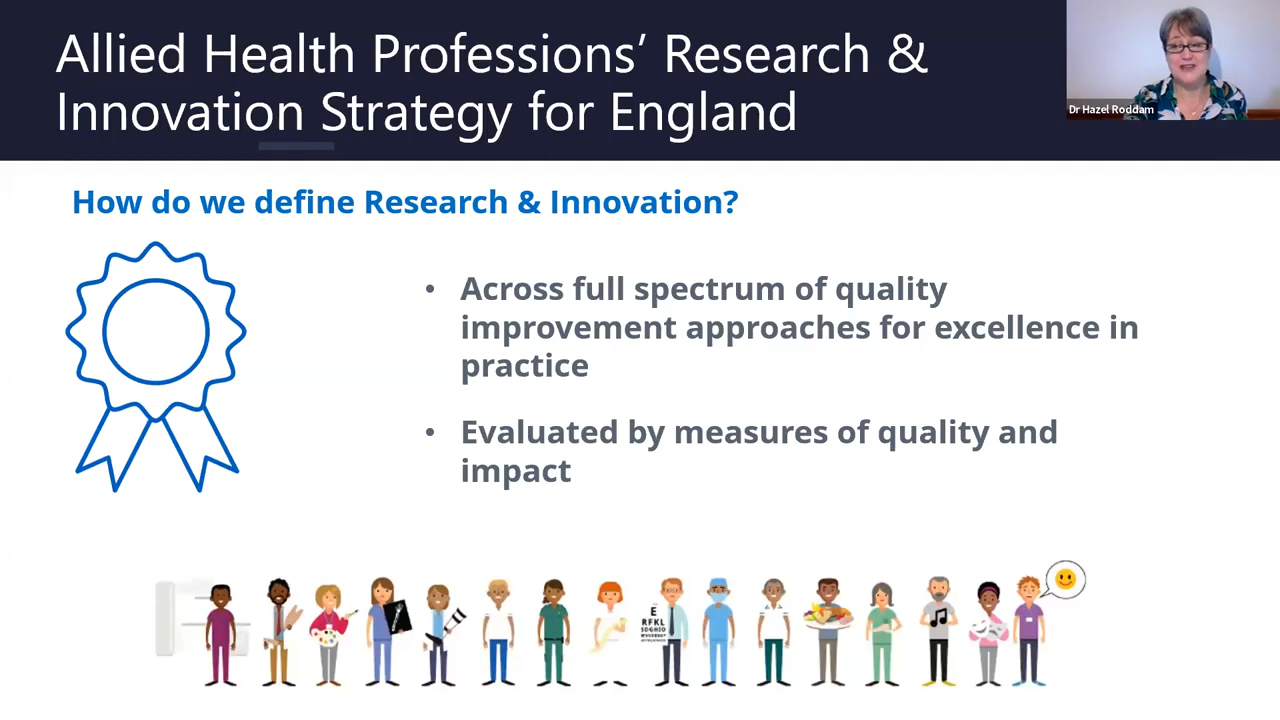 Allied Health Professions’ Research &
Innovation Strategy for England
Dr Hazel Roddam
How do we define Research & Innovation?
• Across full spectrum of quality
improvement approaches for excellence in
practice
• Evaluated by measures of quality and
impact
E
RFKL